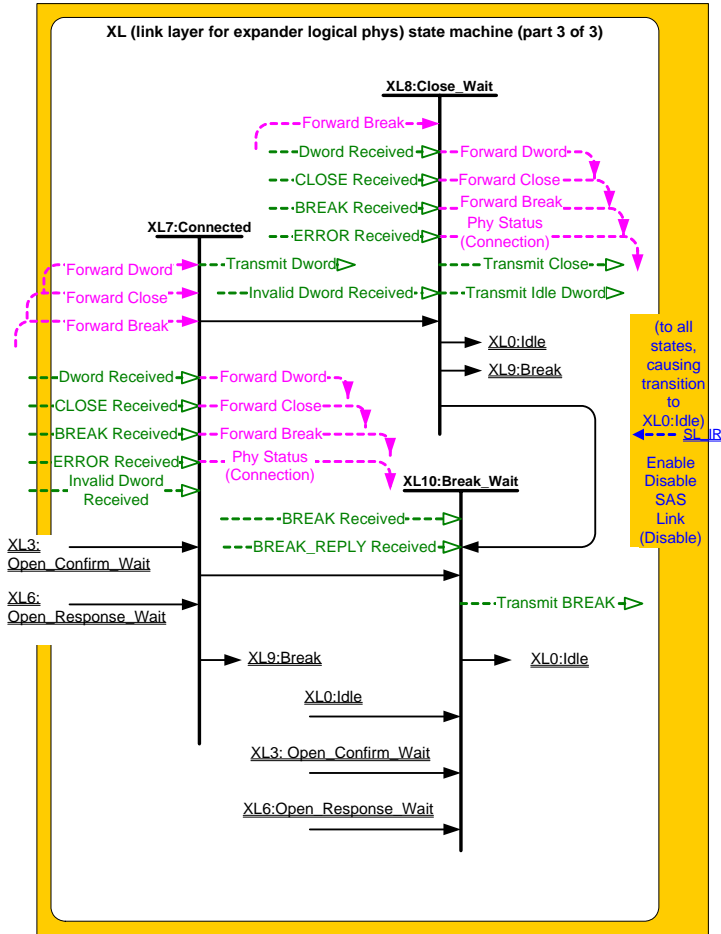 XL (link layer for expander logical phys) state machine (part 3 of 3)
XL8:Close_Wait
Forward Break
Dword Received
Forward Dword
CLOSE Received
Forward Close
BREAK Received
Forward Break
ERROR Received
Phy Status
(Connection)
Transmit Close
Invalid Dword Received
Transmit Idle Dword
XL0:Idle
XL9:Break
XL7:Connected
Forward Dword
Transmit Dword
Forward Close
Forward Break
Dword Received
Forward Dword
CLOSE Received
Forward Close
BREAK Received
Forward Break
ERROR Received
Phy Status
(Connection)
Invalid Dword
Received
XL3:
Open_Confirm_Wait
XL6:
Open_Response_Wait
XL9:Break
XL10:Break_Wait
BREAK Received
BREAK_REPLY Received
Transmit BREAK
XL0:Idle
XL0:Idle
XL3: Open_Confirm_Wait
XL6:Open_Response_Wait
(to all
states,
causing
transition
to
XL0:Idle)
SL_IR
Enable
Disable
SAS
Link
(Disable)